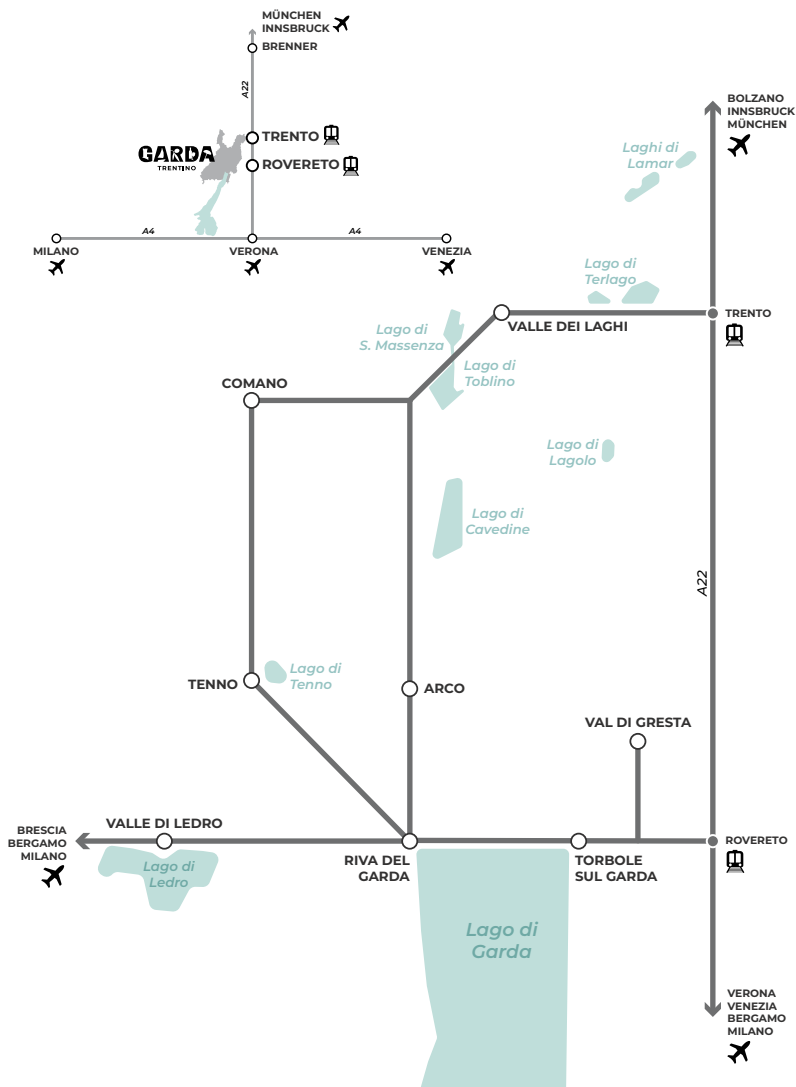 MÜNCHEN
INNSBRUCK
BRENNER
A22
TRENTO
GARDA
TRENTINO
ROVERETO
A4
A4
MILANO
VERONA
VENEZIA
BOLZANO
INNSBRUCK
MÜNCHEN
Laghi di
Lamar
Lago di
Terlago
TRENTO
VALLE DEI LAGHI
Lago di
S. Massenza
Lago di
Toblino
COMANO
Lago di
Lagolo
Lago di
Cavedine
A22
Lago di
Tenno
TENNO
ARCO
VAL DI GRESTA
VALLE DI LEDRO
BRESCIA
BERGAMO
MILANO
Lago di
Ledro
RIVA DEL
GARDA
TORBOLE
SUL GARDA
ROVERETO
Lago di
Garda
VERONA
VENEZIA
BERGAMO
MILANO